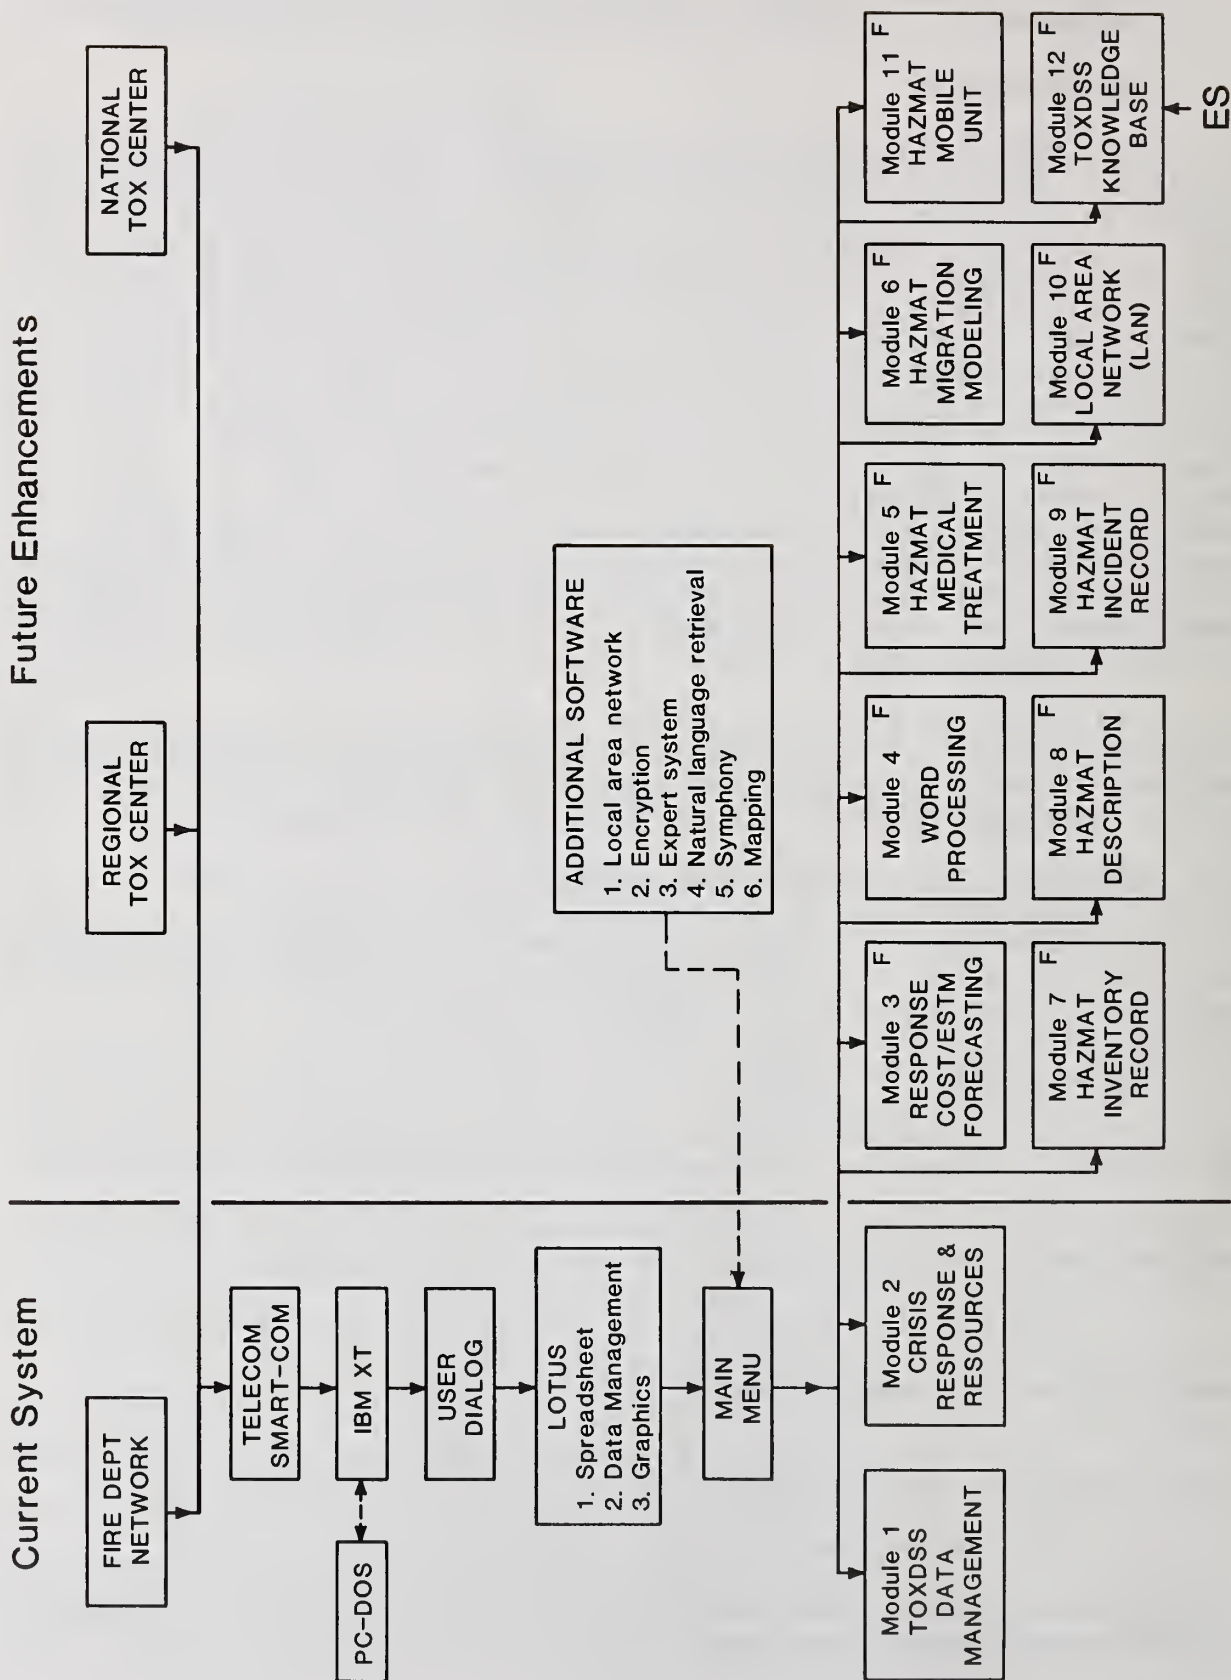 Current System
Future Enhancements
FIRE DEPT
NETWORK
REGIONAL
TOX CENTER
NATIONAL
TOX CENTER
TELECOM
SMART-COM
PC-DOS
IBM XT
USER
DIALOG
LOTUS
1. Spreadsheet
2. Data Management
3. Graphics
ADDITIONAL SOFTWARE
1. Local area network
2. Encryption
3. Expert system
4. Natural language retrieval
5. Symphony
6. Mapping
MAIN
MENU
Module 1
TOXDSS
DATA
MANAGEMENT
Module 2
CRISIS
RESPONSE &
RESOURCES
Module 3 F
RESPONSE
COST/ESTM
FORECASTING
Module 4 F
WORD
PROCESSING
Module 5 F
HAZMAT
MEDICAL
TREATMENT
Module 6 F
HAZMAT
MIGRATION
MODELING
Module 11 F
HAZMAT
MOBILE
UNIT
Module 7 F
HAZMAT
INVENTORY
RECORD
Module 8 F
HAZMAT
DESCRIPTION
Module 9 F
HAZMAT
INCIDENT
RECORD
Module 10 F
LOCAL AREA
NETWORK
(LAN)
Module 12 F
TOXDSS
KNOWLEDGE
BASE
ES